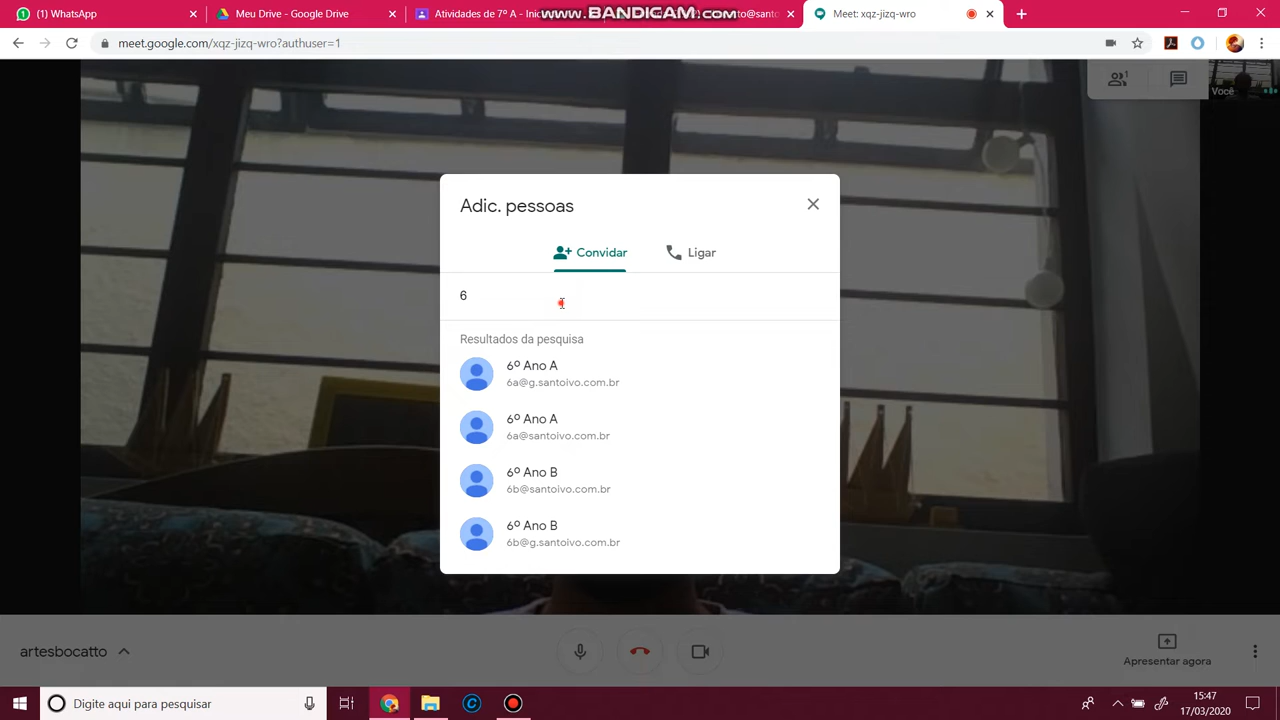 WhatsApp
Meu Drive - Google Drive
Atividades de 7º A - Inic
www.BANDICAM.com
to@santo
Meet: xqz-jizq-wro
meet.google.com/xqz-jizq-wro?authuser=1
1
Você
Adic. pessoas
Convidar
Ligar
6
Resultados da pesquisa
6º Ano A
6a@g.santoivo.com.br
6º Ano A
6a@santoivo.com.br
6º Ano B
6b@santoivo.com.br
6º Ano B
6b@g.santoivo.com.br
artesbocatto
Apresentar agora
Digite aqui para pesquisar
15:47
17/03/2020